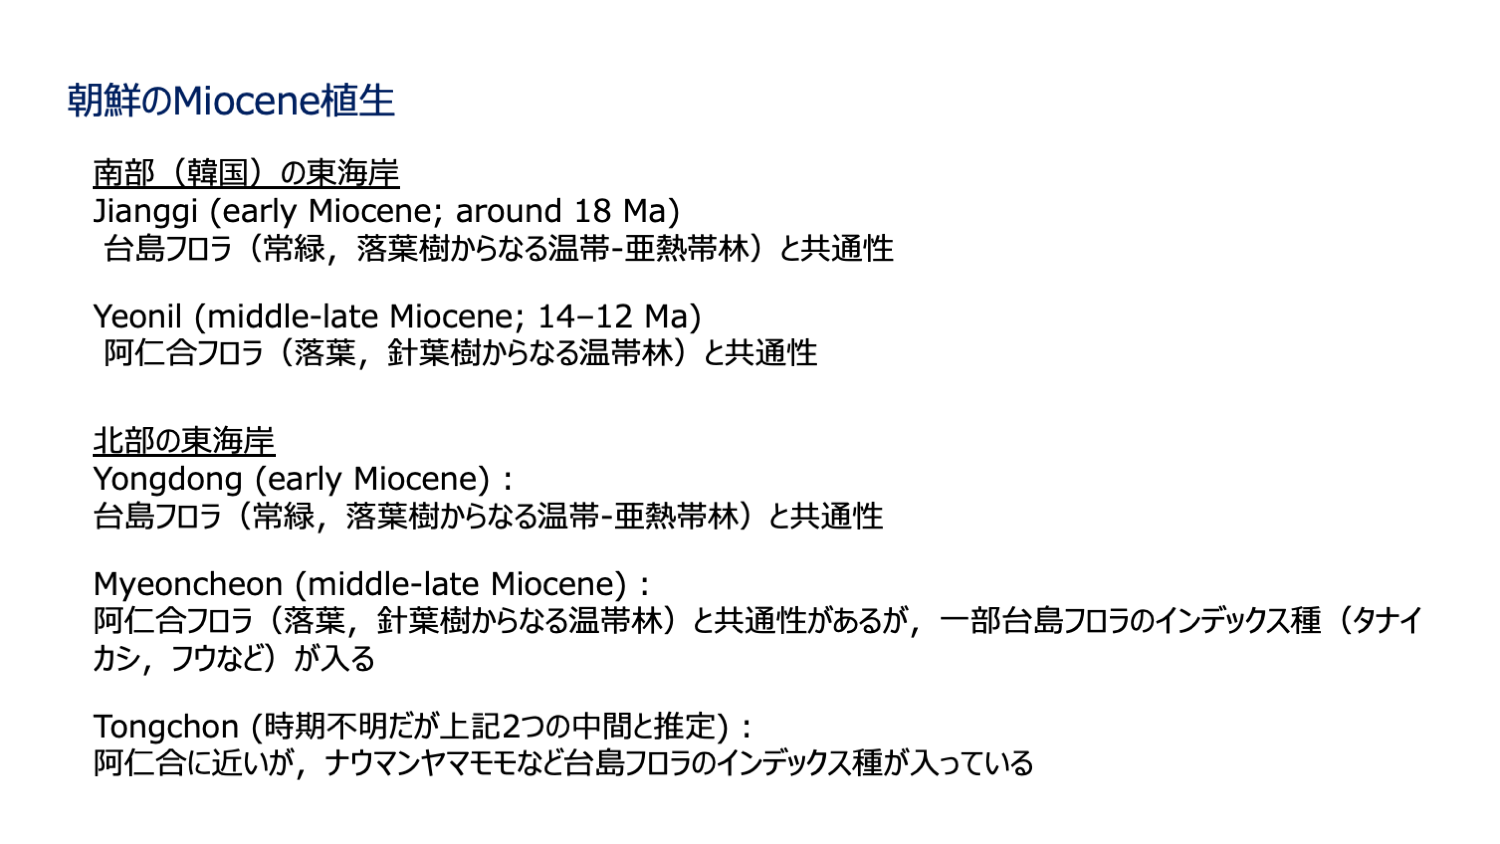 朝鮮のMiocene植生
南部（韓国）の東海岸
Jianggi (early Miocene; around 18 Ma)
台島フロラ（常緑，落葉樹からなる温帯-亜熱帯林）と共通性
Yeonil (middle-late Miocene; 14–12 Ma)
阿仁合フロラ（落葉，針葉樹からなる温帯林）と共通性
北部の東海岸
Yongdong (early Miocene) :
台島フロラ（常緑，落葉樹からなる温帯-亜熱帯林）と共通性
Myeoncheon (middle-late Miocene) :
阿仁合フロラ（落葉，針葉樹からなる温帯林）と共通性があるが，一部台島フロラのインデックス種（タナイ
カシ，フウなど）が入る
Tongchon (時期不明だが上記2つの中間と推定) :
阿仁合に近いが，ナウマンヤマモモなど台島フロラのインデックス種が入っている